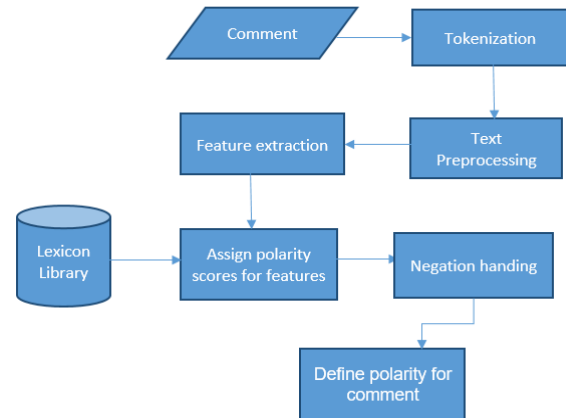 Comment
Tokenization
Text
Preprocessing
Feature extraction
Lexicon
Library
Assign polarity
scores for features
Negation handing
Define polarity for
comment